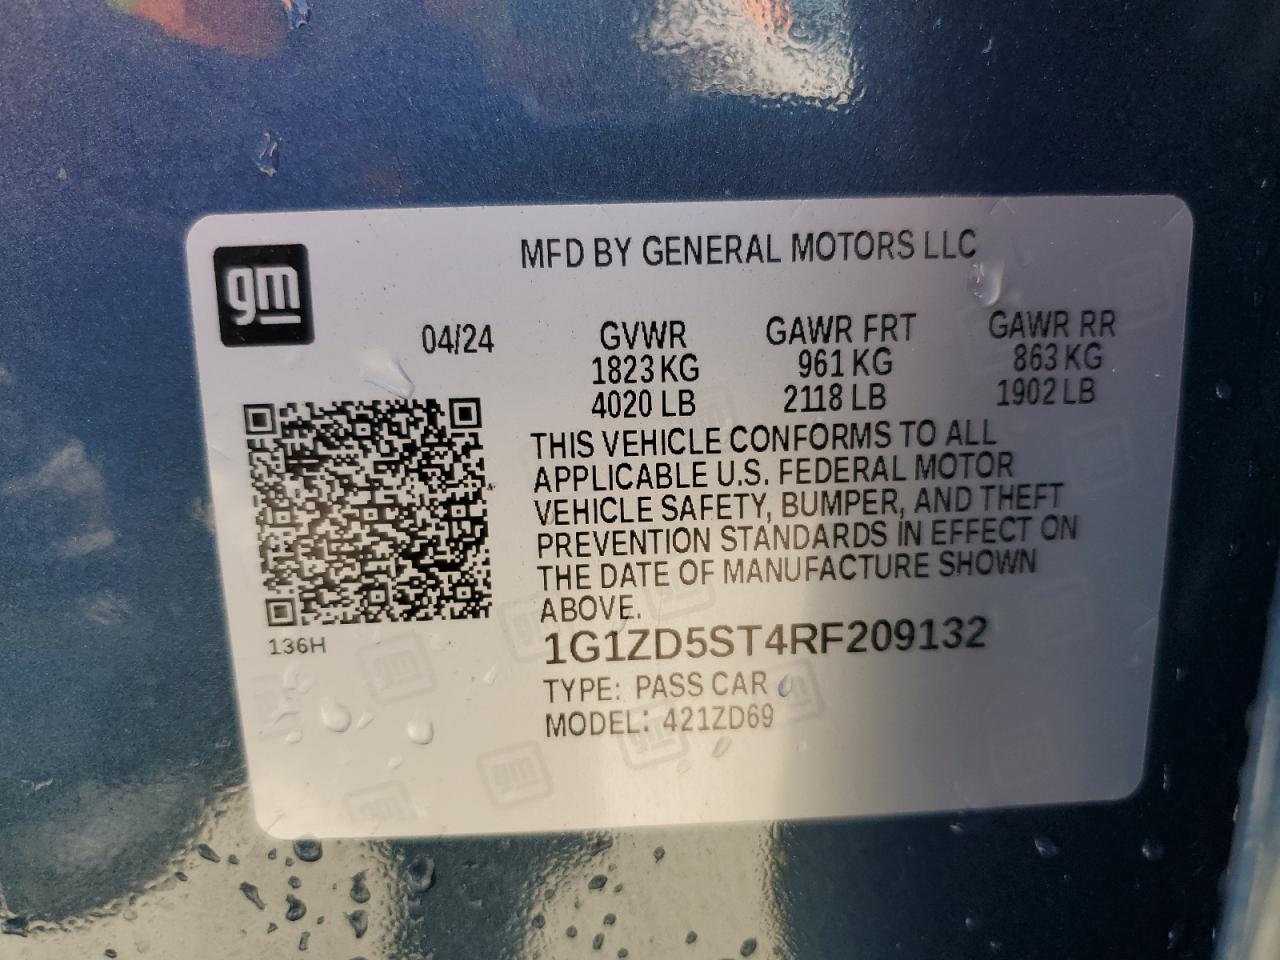 gm
MFD BY GENERAL MOTORS LLC
04/24
GVWR GAWR FRT GAWR RR
1823 KG 961 KG 863 KG
4020 LB 2118 LB 1902 LB
THIS VEHICLE CONFORMS TO ALL
APPLICABLE U.S. FEDERAL MOTOR
VEHICLE SAFETY, BUMPER, AND THEFT
PREVENTION STANDARDS IN EFFECT ON
THE DATE OF MANUFACTURE SHOWN
ABOVE.
136H
1G1ZD5ST4RF209132
TYPE: PASS CAR
MODEL: 421ZD69